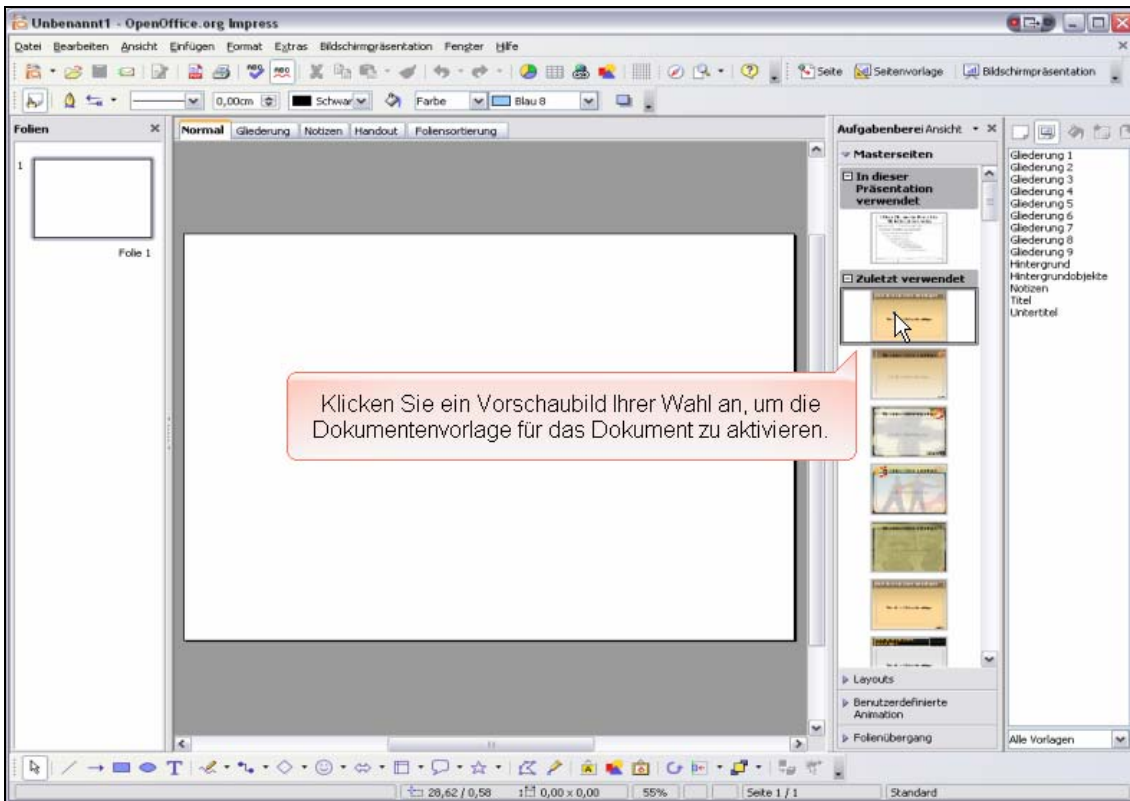 Unbenannt1 - OpenOffice.org Impress
Datei Bearbeiten Ansicht Einfügen Format Extras Bildschirmpräsentation Fenster Hilfe
Seite Seitenvorlage Bildschirmpräsentation
0,00cm Schwar Farbe Blau 8
Folien
Normal Gliederung Notizen Handout Foliensortierung
1
Folie 1
Aufgabenberei Ansicht
Masterseiten
In dieser
Präsentation
verwendet
Zuletzt verwendet
Klicken Sie ein Vorschaubild Ihrer Wahl an, um die
Dokumentenvorlage für das Dokument zu aktivieren.
Layouts
Benutzerdefinierte
Animation
Folienübergang
Gliederung 1
Gliederung 2
Gliederung 3
Gliederung 4
Gliederung 5
Gliederung 6
Gliederung 7
Gliederung 8
Gliederung 9
Hintergrund
Hintergrundobjekte
Notizen
Titel
Untertitel
Alle Vorlagen
28,62 / 0,58 0,00 x 0,00 55% Seite 1 / 1 Standard